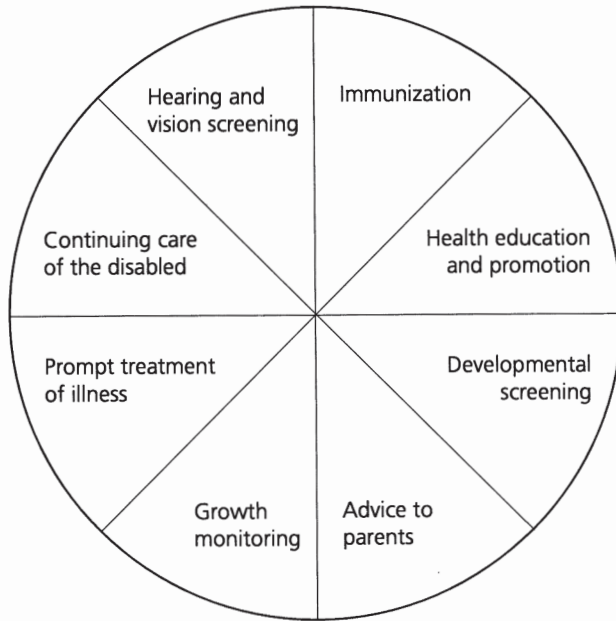 Hearing and
vision screening
Immunization
Health education
and promotion
Developmental
screening
Advice to
parents
Growth
monitoring
Prompt treatment
of illness
Continuing care
of the disabled